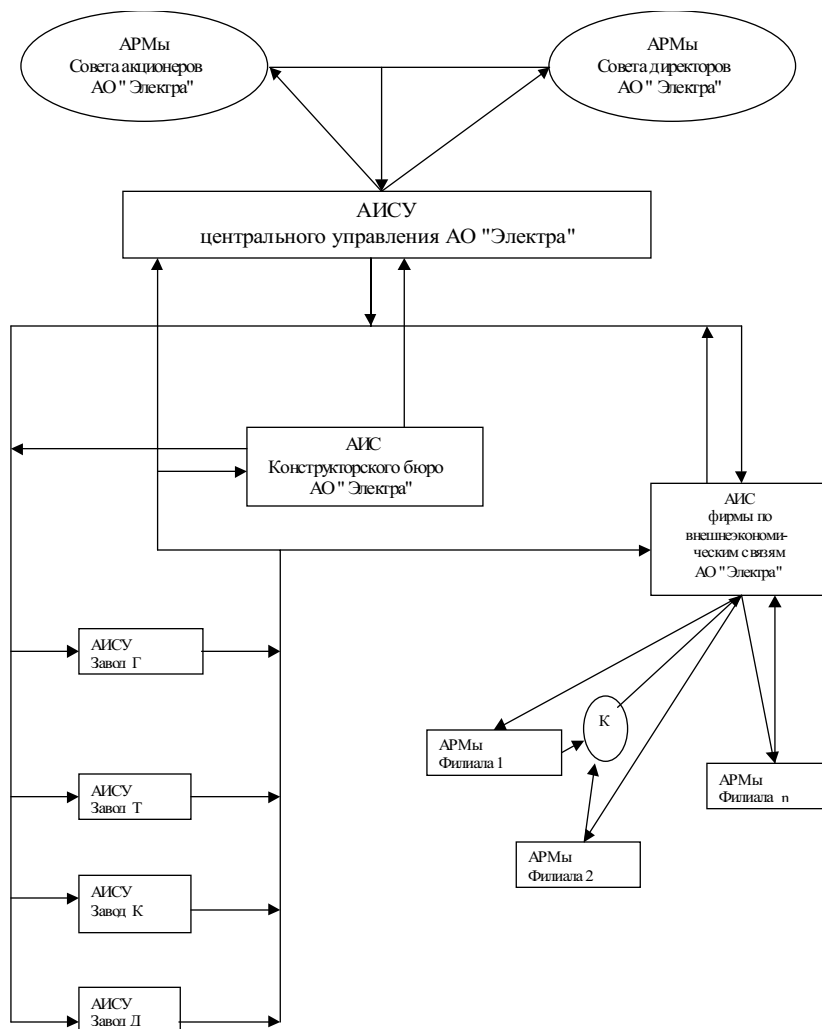 АРМы
Совета акционеров
АО " Электра"
АРМы
Совета директоров
АО " Электра"
АИСУ
центрального управления АО "Электра"
АИС
Конструкторского бюро
АО " Электра"
АИС
фирмы по
внешнеэкономи-
ческим связям
АО "Электра"
АИСУ
Завод Г
К
АРМы
Филиала 1
АРМы
Филиала n
АИСУ
Завод Т
АРМы
Филиала 2
АИСУ
Завод К
АИСУ
Завод Д